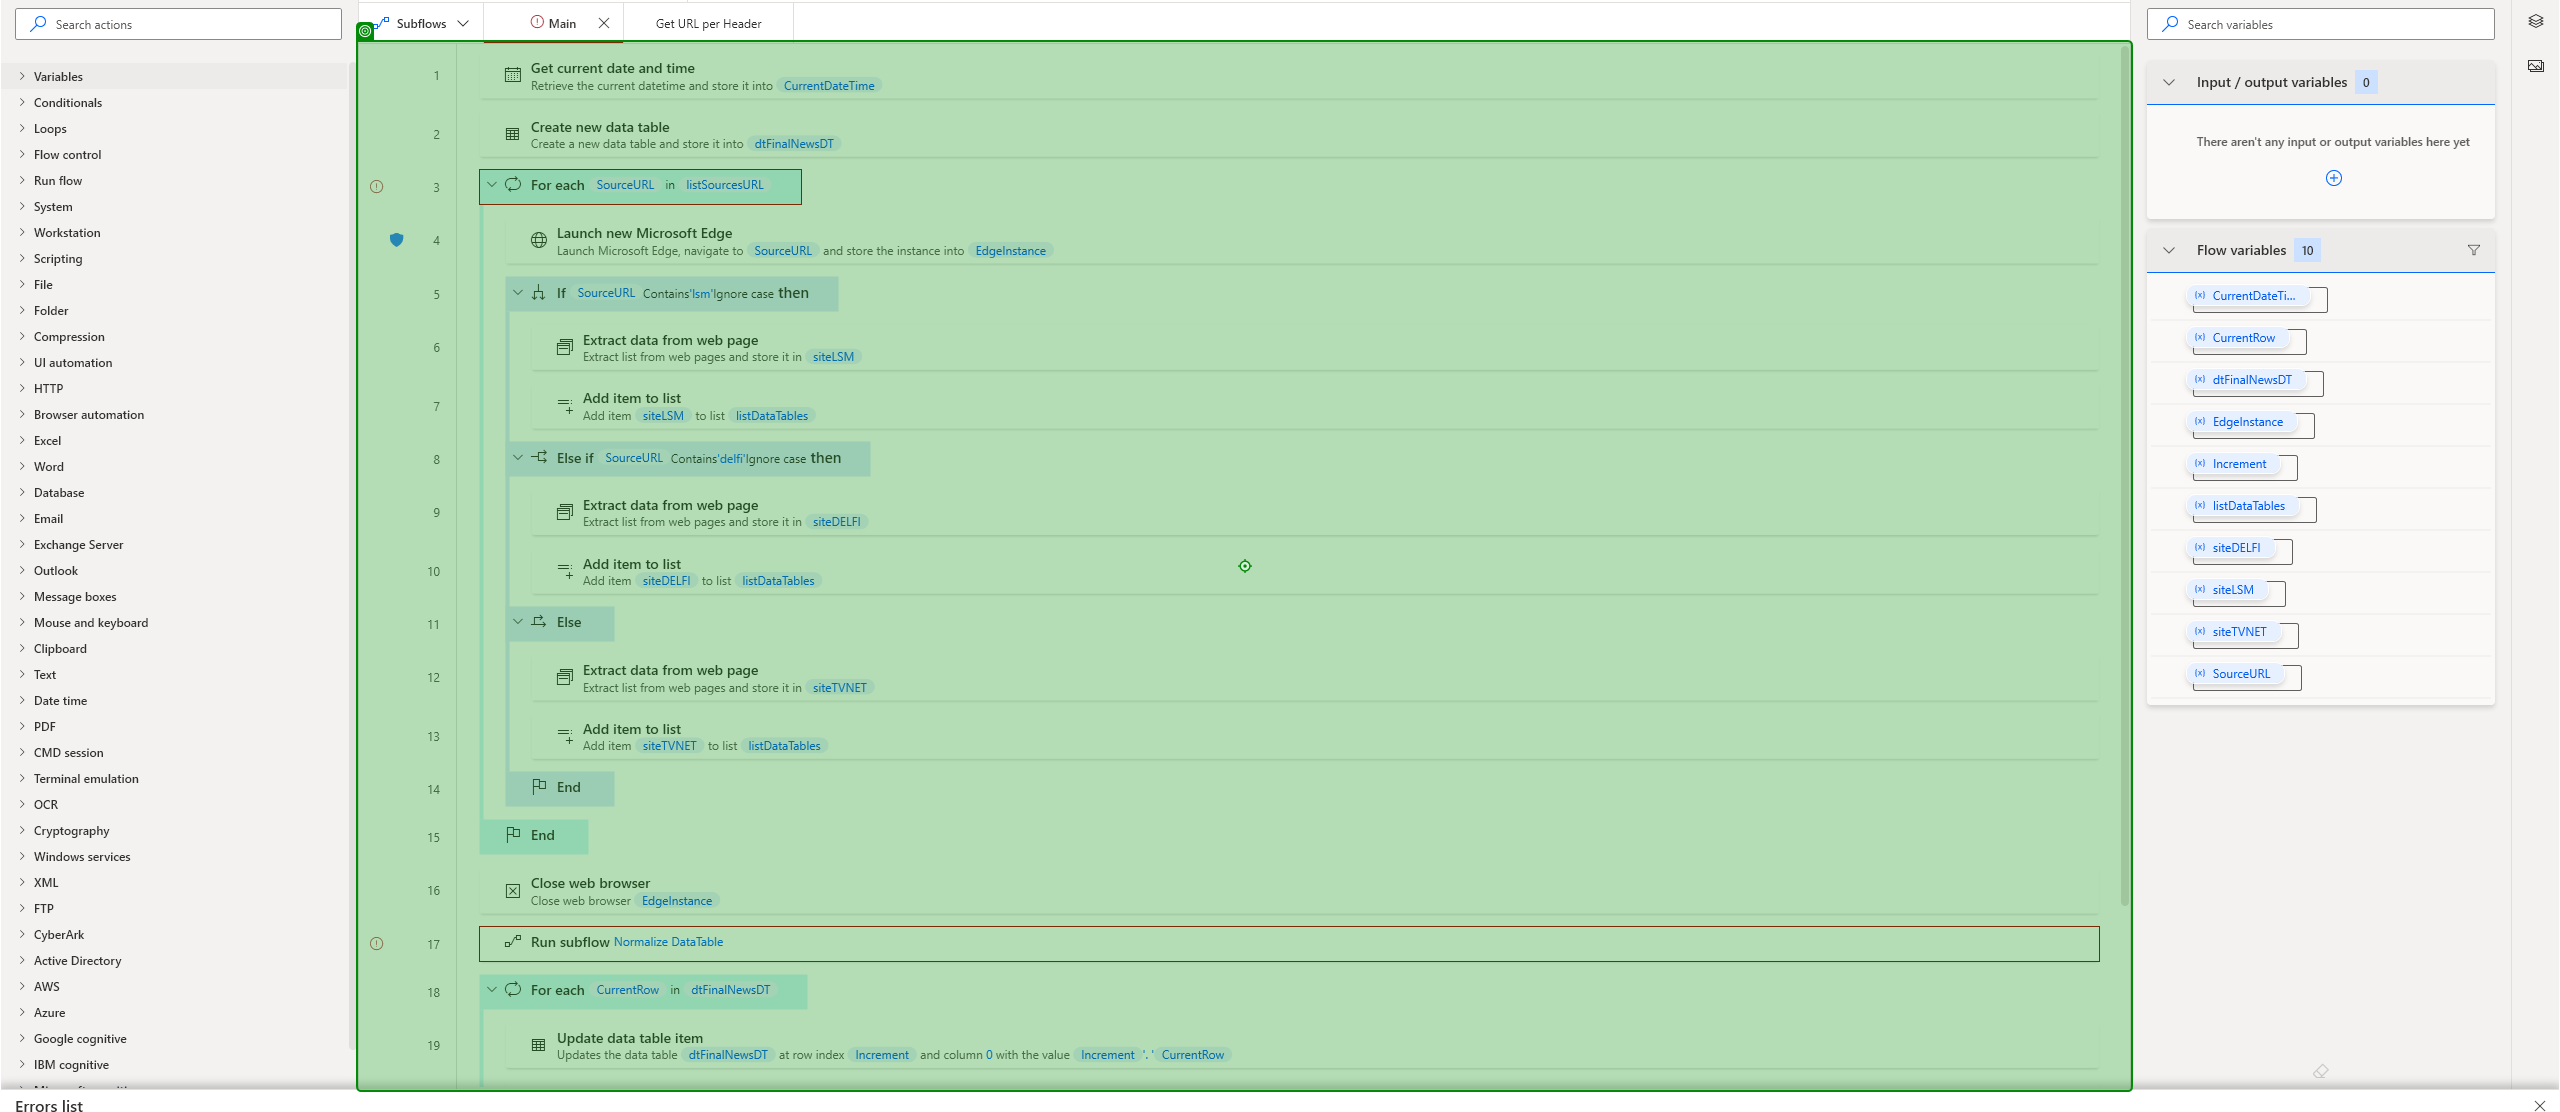 Search actions
Variables
Conditionals
Loops
Flow control
Run flow
System
Workstation
Scripting
File
Folder
Compression
UI automation
HTTP
Browser automation
Excel
Word
Database
Email
Exchange Server
Outlook
Message boxes
Mouse and keyboard
Clipboard
Text
Date time
PDF
CMD session
Terminal emulation
OCR
Cryptography
Windows services
XML
FTP
CyberArk
Active Directory
AWS
Azure
Google cognitive
IBM cognitive
Subflows
Main
Get URL per Header
1
Get current date and time
Retrieve the current datetime and store it into CurrentDateTime
2
Create new data table
Create a new data table and store it into dtFinalNewsDT
3
For each SourceURL in listSourcesURL
4
Launch new Microsoft Edge
Launch Microsoft Edge, navigate to SourceURL and store the instance into EdgeInstance
5
If SourceURL Contains'lsm'Ignore case then
6
Extract data from web page
Extract list from web pages and store it in siteLSM
7
Add item to list
Add item siteLSM to list listDataTables
8
Else if SourceURL Contains'delfi'Ignore case then
9
Extract data from web page
Extract list from web pages and store it in siteDELFI
10
Add item to list
Add item siteDELFI to list listDataTables
11
Else
12
Extract data from web page
Extract list from web pages and store it in siteTVNET
13
Add item to list
Add item siteTVNET to list listDataTables
14
End
15
End
16
Close web browser
Close web browser EdgeInstance
17
Run subflow Normalize DataTable
18
For each CurrentRow in dtFinalNewsDT
19
Update data table item
Updates the data table dtFinalNewsDT at row index Increment and column 0 with the value Increment '. ' CurrentRow
Search variables
Input / output variables 0
There aren't any input or output variables here yet
Flow variables 10
(x) CurrentDateTi...
(x) CurrentRow
(x) dtFinalNewsDT
(x) EdgeInstance
(x) Increment
(x) listDataTables
(x) siteDELFI
(x) siteLSM
(x) siteTVNET
(x) SourceURL
Errors list